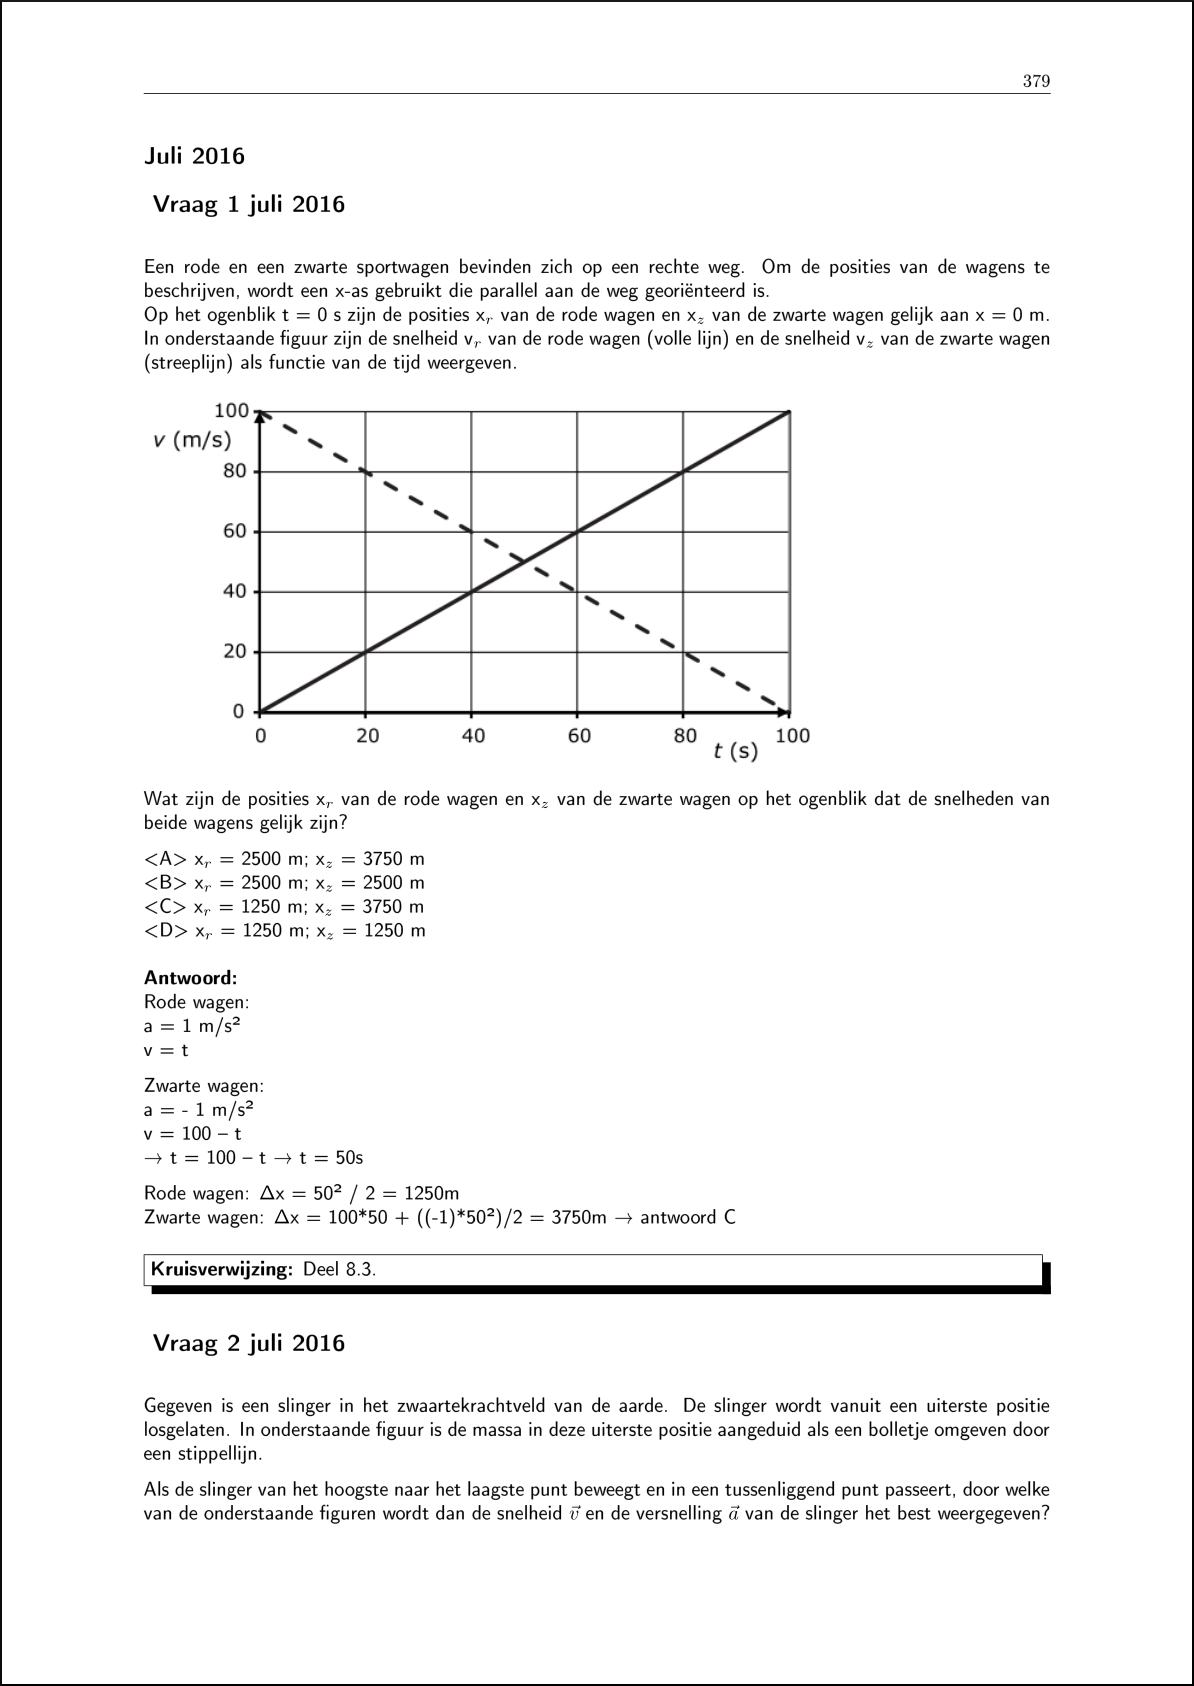 379
Juli 2016
Vraag 1 juli 2016
Een rode en een zwarte sportwagen bevinden zich op een rechte weg. Om de posities van de wagens te
beschrijven, wordt een x-as gebruikt die parallel aan de weg georiënteerd is.
Op het ogenblik t = 0 s zijn de posities xᵣ van de rode wagen en x_z van de zwarte wagen gelijk aan x = 0 m.
In onderstaande figuur zijn de snelheid vᵣ van de rode wagen (volle lijn) en de snelheid v_z van de zwarte wagen
(streeplijn) als functie van de tijd weergeven.
100
v (m/s)
80
60
40
20
0
0 20 40 60 80 100
t (s)
Wat zijn de posities xᵣ van de rode wagen en x_z van de zwarte wagen op het ogenblik dat de snelheden van
beide wagens gelijk zijn?
<A> xᵣ = 2500 m; x_z = 3750 m
<B> xᵣ = 2500 m; x_z = 2500 m
<C> xᵣ = 1250 m; x_z = 3750 m
<D> xᵣ = 1250 m; x_z = 1250 m
Antwoord:
Rode wagen:
a = 1 m/s²
v = t
Zwarte wagen:
a = - 1 m/s²
v = 100 – t
→ t = 100 – t → t = 50s
Rode wagen: Δx = 50² / 2 = 1250m
Zwarte wagen: Δx = 100*50 + ((-1)*50²)/2 = 3750m → antwoord C
Kruisverwijzing: Deel 8.3.
Vraag 2 juli 2016
Gegeven is een slinger in het zwaartekrachtveld van de aarde. De slinger wordt vanuit een uiterste positie
losgelaten. In onderstaande figuur is de massa in deze uiterste positie aangeduid als een bolletje omgeven door
een stippellijn.
Als de slinger van het hoogste naar het laagste punt beweegt en in een tussenliggend punt passeert, door welke
van de onderstaande figuren wordt dan de snelheid v⃗ en de versnelling a⃗ van de slinger het best weergegeven?